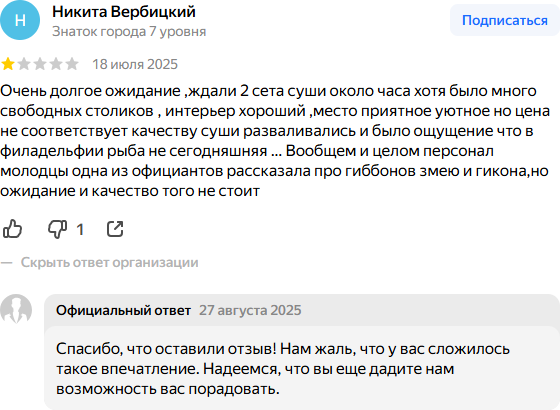 Н
Никита Вербицкий
Знаток города 7 уровня
Подписаться
18 июля 2025
Очень долгое ожидание ,ждали 2 сета суши около часа хотя было много
свободных столиков , интерьер хороший ,место приятное уютное но цена
не соответствует качеству суши разваливались и было ощущение что в
филадельфии рыба не сегодняшняя ... Вообщем и целом персонал
молодцы одна из официантов рассказала про гиббонов змею и гикона,но
ожидание и качество того не стоит
1
— Скрыть ответ организации
Официальный ответ 27 августа 2025
Спасибо, что оставили отзыв! Нам жаль, что у вас сложилось
такое впечатление. Надеемся, что вы еще дадите нам
возможность вас порадовать.